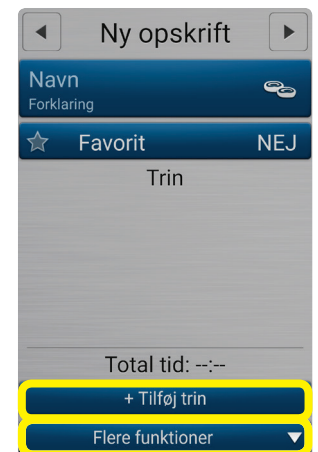 Ny opskrift
Navn
Forklaring
Favorit NEJ
Trin
Total tid: --:--
+ Tilføj trin
Flere funktioner